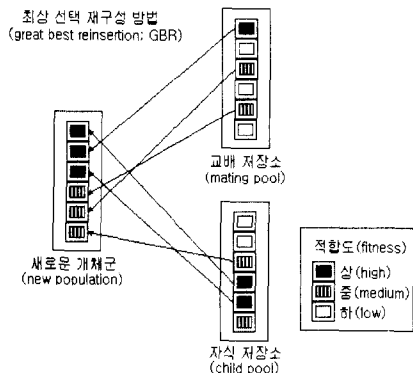 최상 선택 재구성 방법
(great best reinsertion; GBR)
교배 저장소
(mating pool)
새로운 개체군
(new population)
자식 저장소
(child pool)
적합도(fitness)
상(high)
중(medium)
하(low)